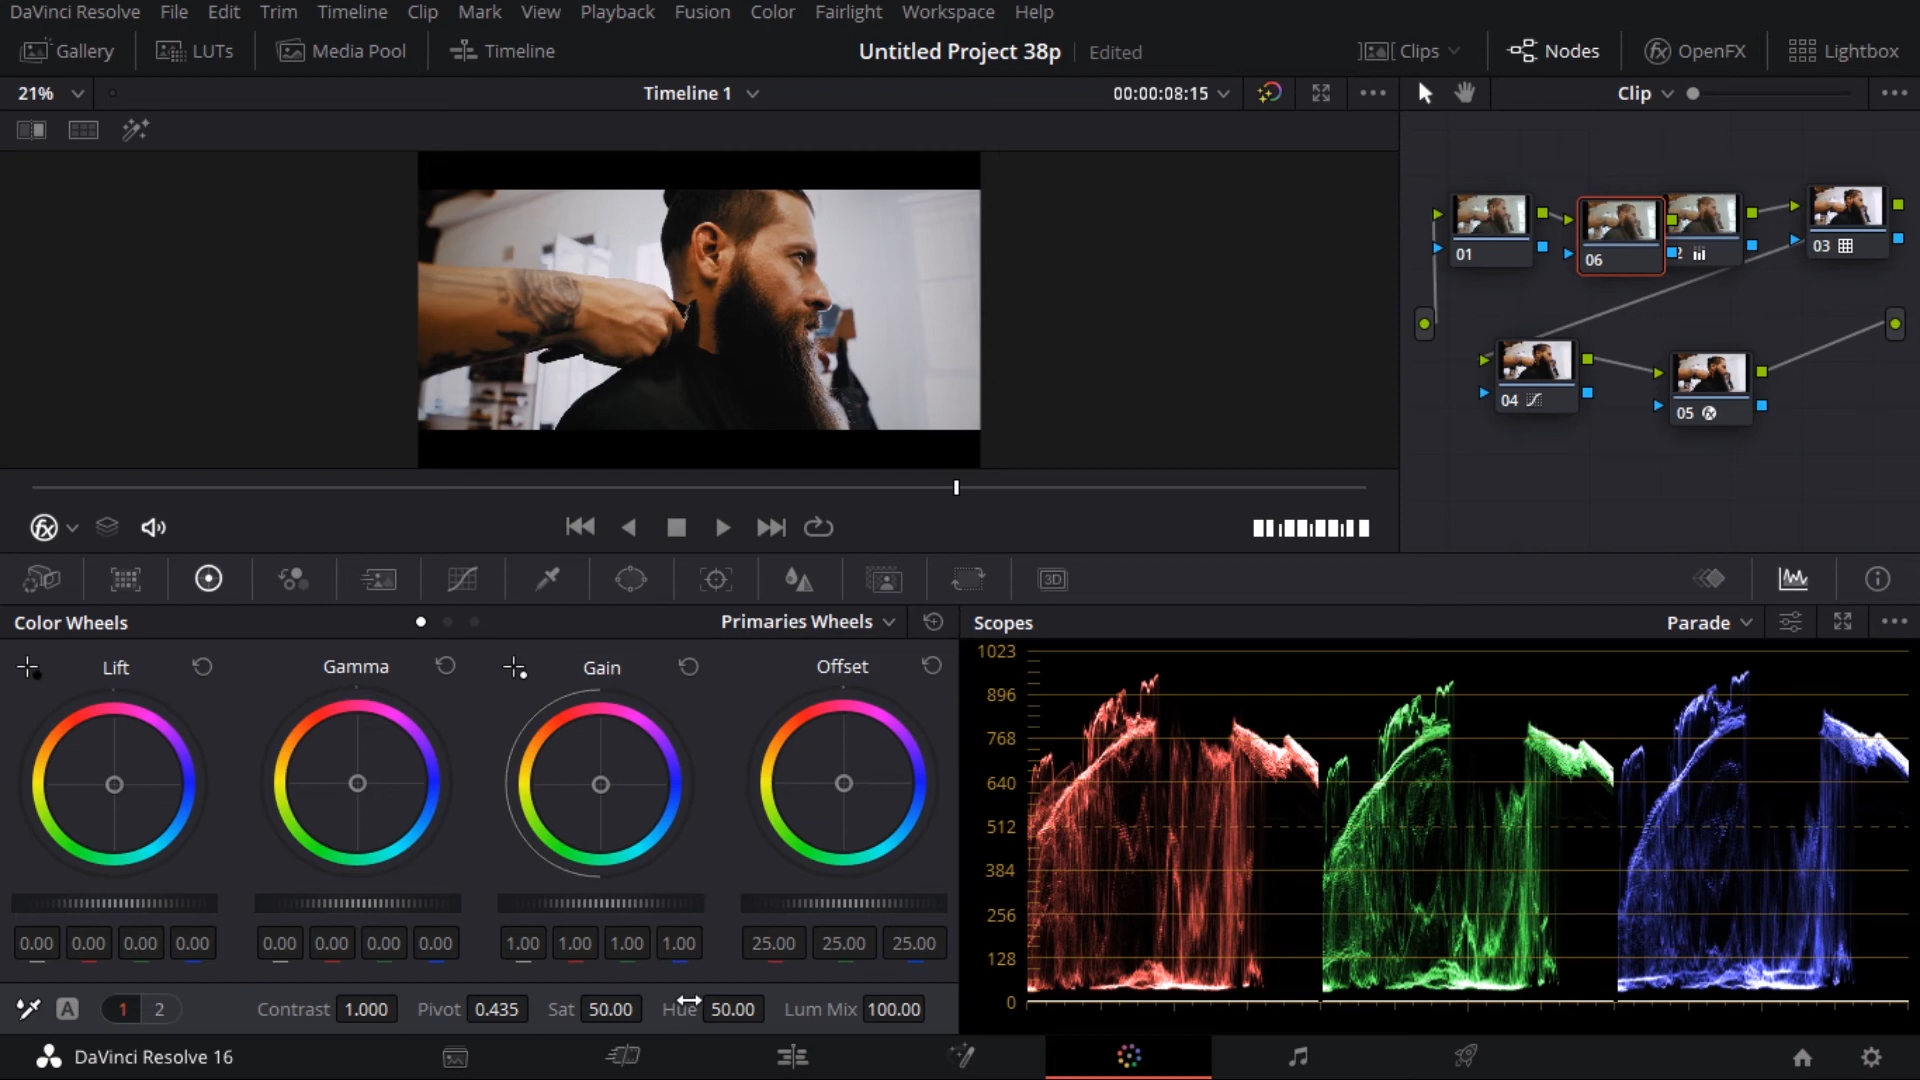 DaVinci Resolve File Edit Trim Timeline Clip Mark View Playback Fusion Color Fairlight Workspace Help
Gallery LUTs Media Pool Timeline Untitled Project 38p Edited Clips Nodes OpenFX Lightbox
21% Timeline 1 00:00:08:15 Clip
01
06
2
03
04
05
3D
Color Wheels Primaries Wheels Scopes Parade
Lift Gamma Gain Offset
1023
896
768
640
512
384
256
128
0
0.00 0.00 0.00 0.00 0.00 0.00 0.00 0.00 1.00 1.00 1.00 1.00 25.00 25.00 25.00
A 1 2 Contrast 1.000 Pivot 0.435 Sat 50.00 Hue 50.00 Lum Mix 100.00
DaVinci Resolve 16